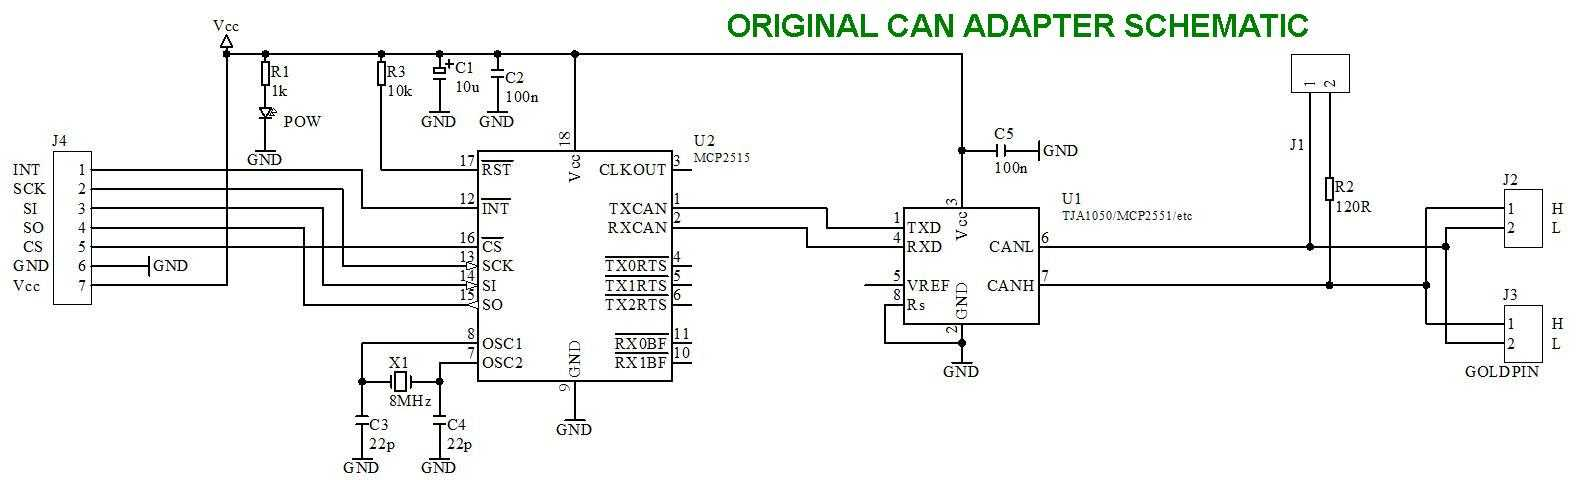 ORIGINAL CAN ADAPTER SCHEMATIC
Vcc
R1
1k
POW
GND
R3
10k
C1
10u
GND
C2
100n
GND
J4
INT 1
SCK 2
SI 3
SO 4
CS 5
GND 6 GND
Vcc 7
U2
MCP2515
18
Vcc
17 RST
12 INT
16 CS
13 SCK
14 SI
15 SO
8 OSC1
7 OSC2
GND
9
GND
CLKOUT 3
TXCAN 1
RXCAN 2
TX0RTS 4
TX1RTS 5
TX2RTS 6
RX0BF 11
RX1BF 10
X1
8MHz
C3
22p
GND
C4
22p
GND
C5
100n
GND
U1
TJA1050/MCP2551/etc
3
Vcc
1 TXD
4 RXD
5 VREF
8 Rs
CANL 6
CANH 7
GND
2
GND
1 2
J1
R2
120R
J2
1 H
2 L
J3
1 H
2 L
GOLDPIN